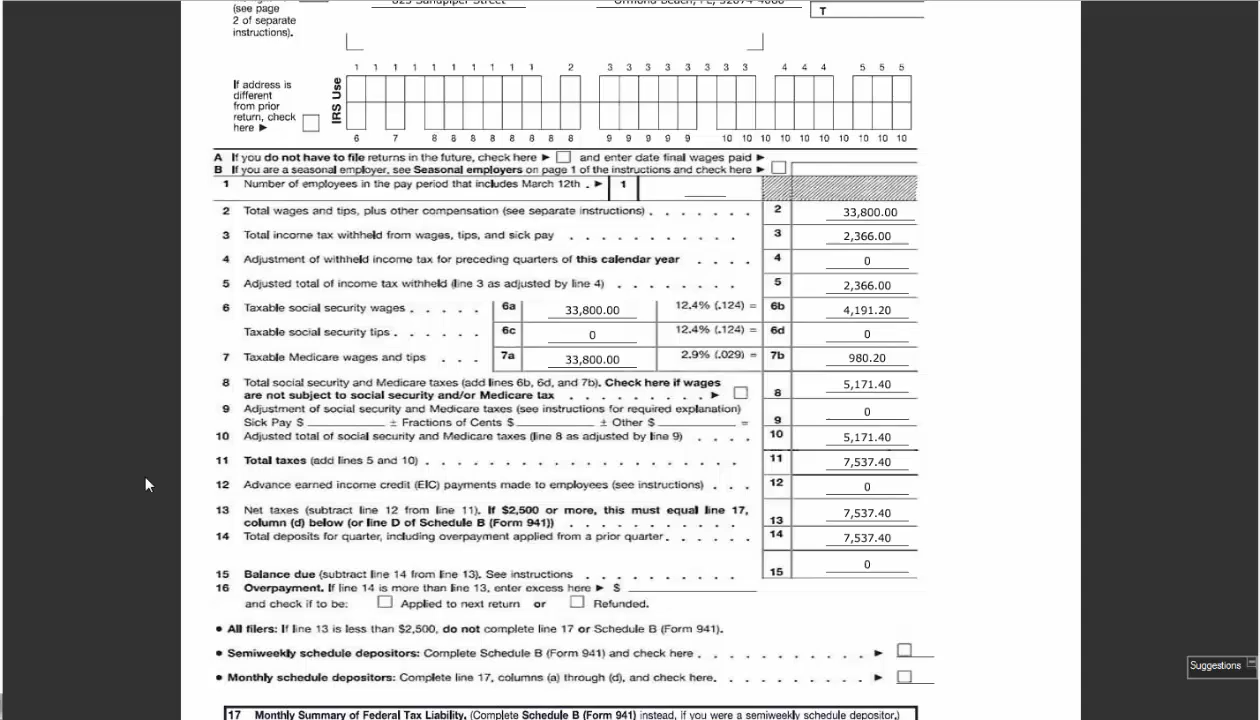 (see page
2 of separate
instructions).
T
1 1 1 1 1 1 1 1 1 1 2 3 3 3 3 3 3 3 3 4 4 4 5 5 5
If address is
different
from prior
return, check
here ►
IRS Use
6 7 8 8 8 8 8 8 8 8 9 9 9 9 9 10 10 10 10 10 10 10 10 10 10
A If you do not have to file returns in the future, check here ► and enter date final wages paid ►
B If you are a seasonal employer, see Seasonal employers on page 1 of the instructions and check here ►
1 Number of employees in the pay period that includes March 12th . ► 1
2 Total wages and tips, plus other compensation (see separate instructions) . . . . . . . 2 33,800.00
3 Total income tax withheld from wages, tips, and sick pay . . . . . . . . . . 3 2,366.00
4 Adjustment of withheld income tax for preceding quarters of this calendar year . . . . 4 0
5 Adjusted total of income tax withheld (line 3 as adjusted by line 4) . . . . . . . . 5 2,366.00
6 Taxable social security wages . . . . . 6a 33,800.00 12.4% (.124) = 6b 4,191.20
Taxable social security tips . . . . . . 6c 0 12.4% (.124) = 6d 0
7 Taxable Medicare wages and tips . . . 7a 33,800.00 2.9% (.029) = 7b 980.20
8 Total social security and Medicare taxes (add lines 6b, 6d, and 7b). Check here if wages
are not subject to social security and/or Medicare tax . . . . . . . . ► 8 5,171.40
9 Adjustment of social security and Medicare taxes (see instructions for required explanation)
Sick Pay $ ± Fractions of Cents $ ± Other $ = 9 0
10 Adjusted total of social security and Medicare taxes (line 8 as adjusted by line 9) . . . . 10 5,171.40
11 Total taxes (add lines 5 and 10) . . . . . . . . . . . . . . . . . 11 7,537.40
12 Advance earned income credit (EIC) payments made to employees (see instructions) . . . 12 0
13 Net taxes (subtract line 12 from line 11). If $2,500 or more, this must equal line 17,
column (d) below (or line D of Schedule B (Form 941)) . . . . . . . . . . 13 7,537.40
14 Total deposits for quarter, including overpayment applied from a prior quarter . . . . . 14 7,537.40
15 Balance due (subtract line 14 from line 13). See instructions . . . . . . . . . 15 0
16 Overpayment. If line 14 is more than line 13, enter excess here ► $
and check if to be: Applied to next return or Refunded.
• All filers: If line 13 is less than $2,500, do not complete line 17 or Schedule B (Form 941).
• Semiweekly schedule depositors: Complete Schedule B (Form 941) and check here . . . . . . . . . . ►
• Monthly schedule depositors: Complete line 17, columns (a) through (d), and check here. . . . . . . . . ►
17 Monthly Summary of Federal Tax Liability. (Complete Schedule B (Form 941) instead, if you were a semiweekly schedule depositor.)
Suggestions